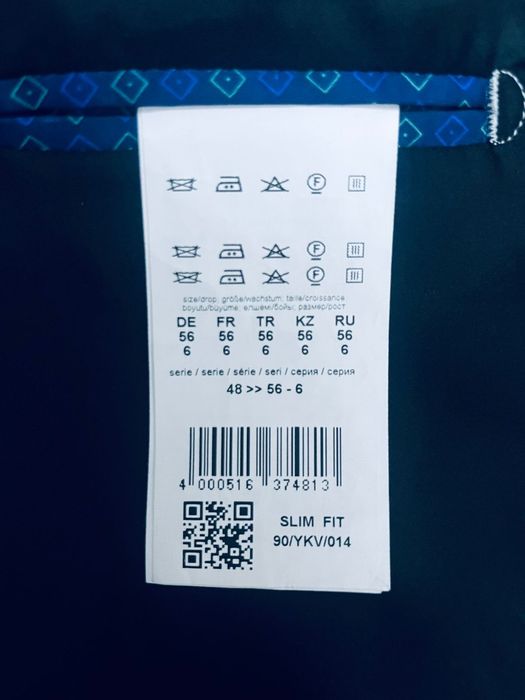 F
F
F
size/drop; größe/wachstum; taille/croissance
boyutu/büyüme; елшемі/бойы; размер/рост
DE FR TR KZ RU
56 56 56 56 56
6 6 6 6 6
serie / serie / série / seri / серия / серия
48 >> 56 - 6
4 000516 374813
SLIM FIT
90/YKV/014